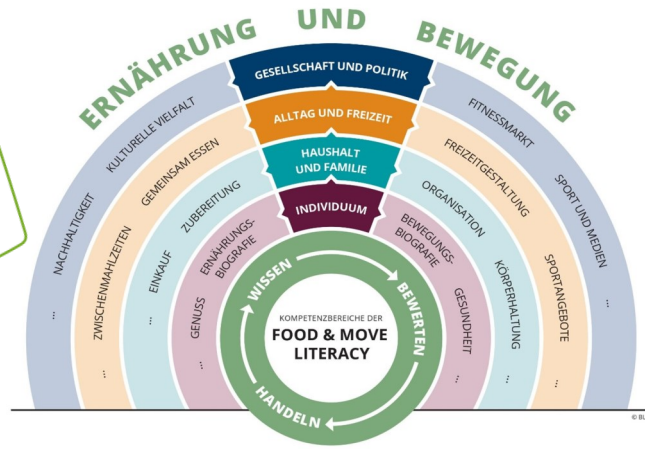 ERNÄHRUNG UND BEWEGUNG
GESELLSCHAFT UND POLITIK
ALLTAG UND FREIZEIT
HAUSHALT
UND FAMILIE
INDIVIDUUM
NACHHALTIGKEIT
KULTURELLE VIELFALT
...
ZWISCHENMAHLZEITEN
GEMEINSAM ESSEN
...
EINKAUF
ZUBEREITUNG
...
GENUSS
ERNÄHRUNGS-
BIOGRAFIE
...
FITNESSMARKT
SPORT UND MEDIEN
...
FREIZEITGESTALTUNG
SPORTANGEBOTE
...
ORGANISATION
KÖRPERHALTUNG
...
BEWEGUNGS-
BIOGRAFIE
GESUNDHEIT
...
WISSEN
BEWERTEN
HANDELN
KOMPETENZBEREICHE DER
FOOD & MOVE
LITERACY